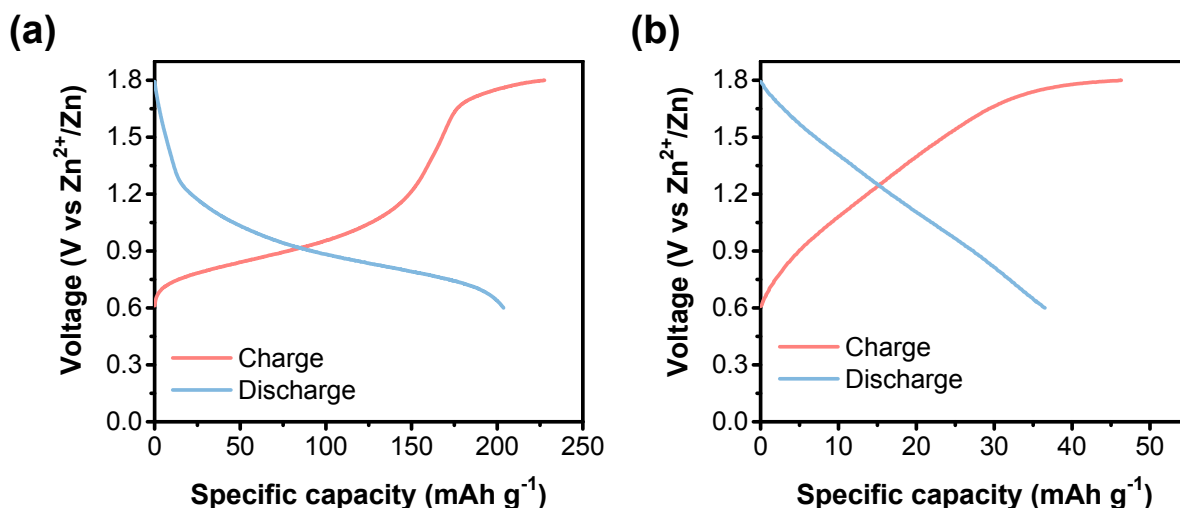 (a)
Voltage (V vs Zn²⁺/Zn)
1.8
1.5
1.2
0.9
0.6
0.3
0.0
Charge
Discharge
0 50 100 150 200 250
Specific capacity (mAh g⁻¹)
(b)
Voltage (V vs Zn²⁺/Zn)
1.8
1.5
1.2
0.9
0.6
0.3
0.0
Charge
Discharge
0 10 20 30 40 50
Specific capacity (mAh g⁻¹)